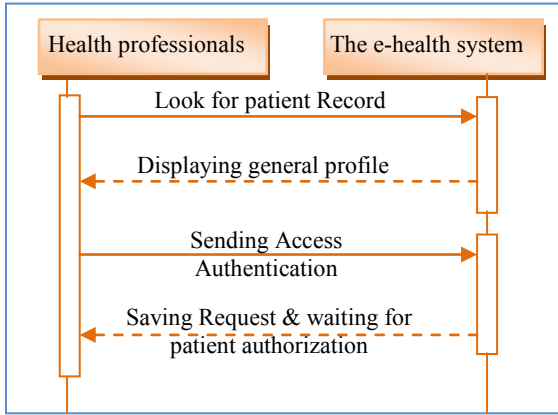 Health professionals
The e-health system
Look for patient Record
Displaying general profile
Sending Access
Authentication
Saving Request & waiting for
patient authorization